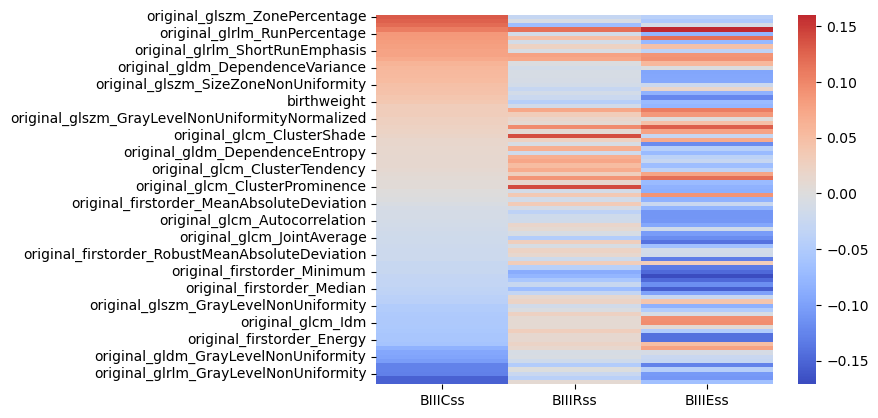 original_glszm_ZonePercentage
original_glrlm_RunPercentage
original_glrlm_ShortRunEmphasis
original_gldm_DependenceVariance
original_glszm_SizeZoneNonUniformity
birthweight
original_glszm_GrayLevelNonUniformityNormalized
original_glcm_ClusterShade
original_gldm_DependenceEntropy
original_glcm_ClusterTendency
original_glcm_ClusterProminence
original_firstorder_MeanAbsoluteDeviation
original_glcm_Autocorrelation
original_glcm_JointAverage
original_firstorder_RobustMeanAbsoluteDeviation
original_firstorder_Minimum
original_firstorder_Median
original_glszm_GrayLevelNonUniformity
original_glcm_Idm
original_firstorder_Energy
original_gldm_GrayLevelNonUniformity
original_glrlm_GrayLevelNonUniformity
BIIICss
BIIIRss
BIIIEss
0.15
0.10
0.05
0.00
−0.05
−0.10
−0.15